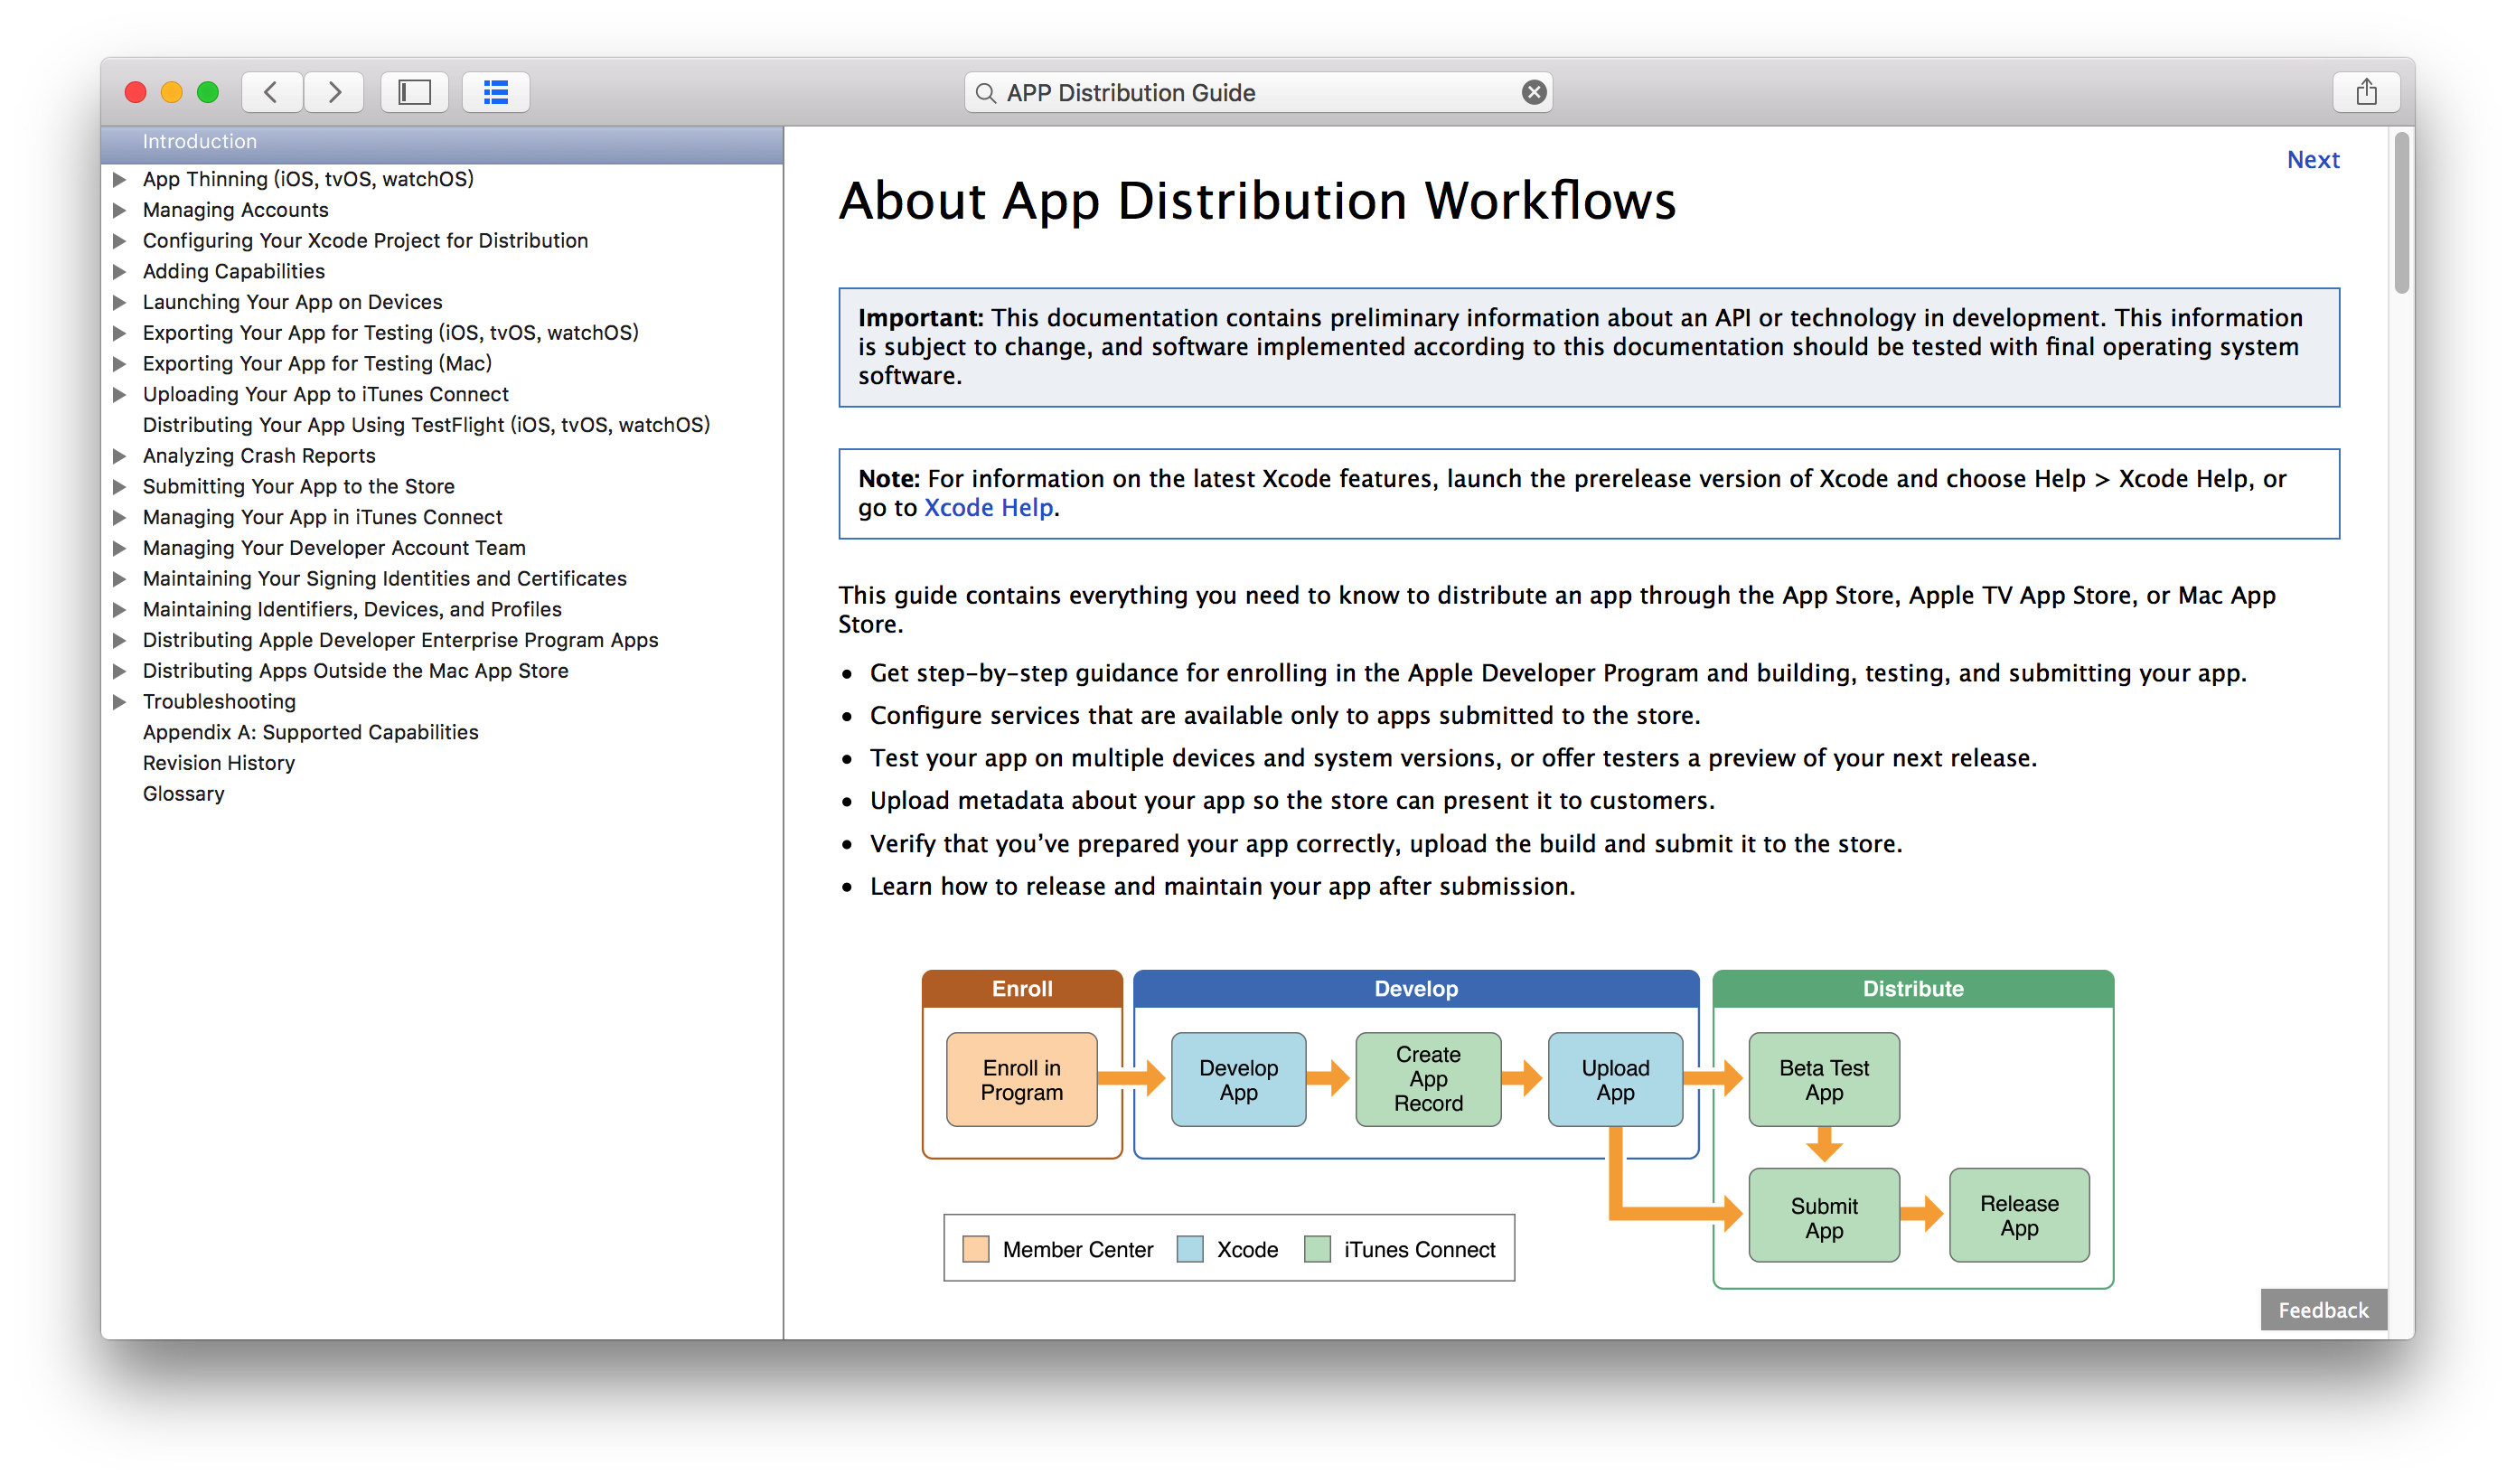 APP Distribution Guide
Introduction
App Thinning (iOS, tvOS, watchOS)
Managing Accounts
Configuring Your Xcode Project for Distribution
Adding Capabilities
Launching Your App on Devices
Exporting Your App for Testing (iOS, tvOS, watchOS)
Exporting Your App for Testing (Mac)
Uploading Your App to iTunes Connect
Distributing Your App Using TestFlight (iOS, tvOS, watchOS)
Analyzing Crash Reports
Submitting Your App to the Store
Managing Your App in iTunes Connect
Managing Your Developer Account Team
Maintaining Your Signing Identities and Certificates
Maintaining Identifiers, Devices, and Profiles
Distributing Apple Developer Enterprise Program Apps
Distributing Apps Outside the Mac App Store
Troubleshooting
Appendix A: Supported Capabilities
Revision History
Glossary
Next
About App Distribution Workflows
Important: This documentation contains preliminary information about an API or technology in development. This information
is subject to change, and software implemented according to this documentation should be tested with final operating system
software.
Note: For information on the latest Xcode features, launch the prerelease version of Xcode and choose Help > Xcode Help, or
go to Xcode Help.
This guide contains everything you need to know to distribute an app through the App Store, Apple TV App Store, or Mac App
Store.
• Get step-by-step guidance for enrolling in the Apple Developer Program and building, testing, and submitting your app.
• Configure services that are available only to apps submitted to the store.
• Test your app on multiple devices and system versions, or offer testers a preview of your next release.
• Upload metadata about your app so the store can present it to customers.
• Verify that you’ve prepared your app correctly, upload the build and submit it to the store.
• Learn how to release and maintain your app after submission.
Enroll
Enroll in
Program
Develop
Develop
App
Create
App
Record
Upload
App
Distribute
Beta Test
App
Submit
App
Release
App
Member Center
Xcode
iTunes Connect
Feedback